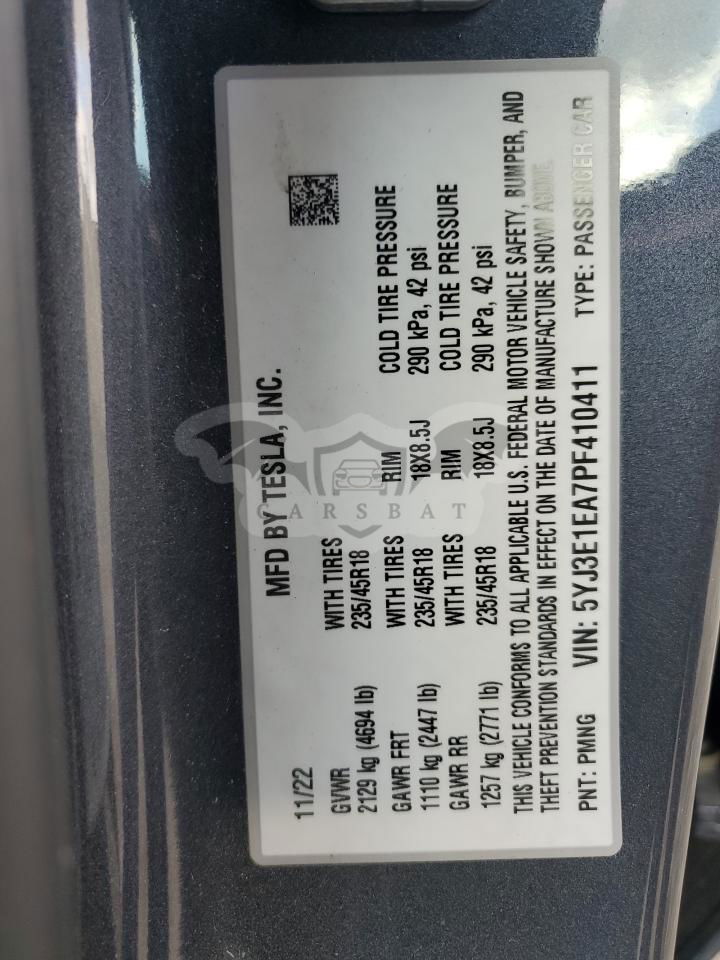 11/22 MFD BY TESLA, INC.
GVWR WITH TIRES
2129 kg (4694 lb) 235/45R18
GAWR FRT WITH TIRES RIM COLD TIRE PRESSURE
1110 kg (2447 lb) 235/45R18 18X8.5J 290 kPa, 42 psi
GAWR RR WITH TIRES RIM COLD TIRE PRESSURE
1257 kg (2771 lb) 235/45R18 18X8.5J 290 kPa, 42 psi
THIS VEHICLE CONFORMS TO ALL APPLICABLE U.S. FEDERAL MOTOR VEHICLE SAFETY, BUMPER, AND
THEFT PREVENTION STANDARDS IN EFFECT ON THE DATE OF MANUFACTURE SHOWN ABOVE.
PNT: PMNG VIN: 5YJ3E1EA7PF410411 TYPE: PASSENGER CAR
CARSBAT